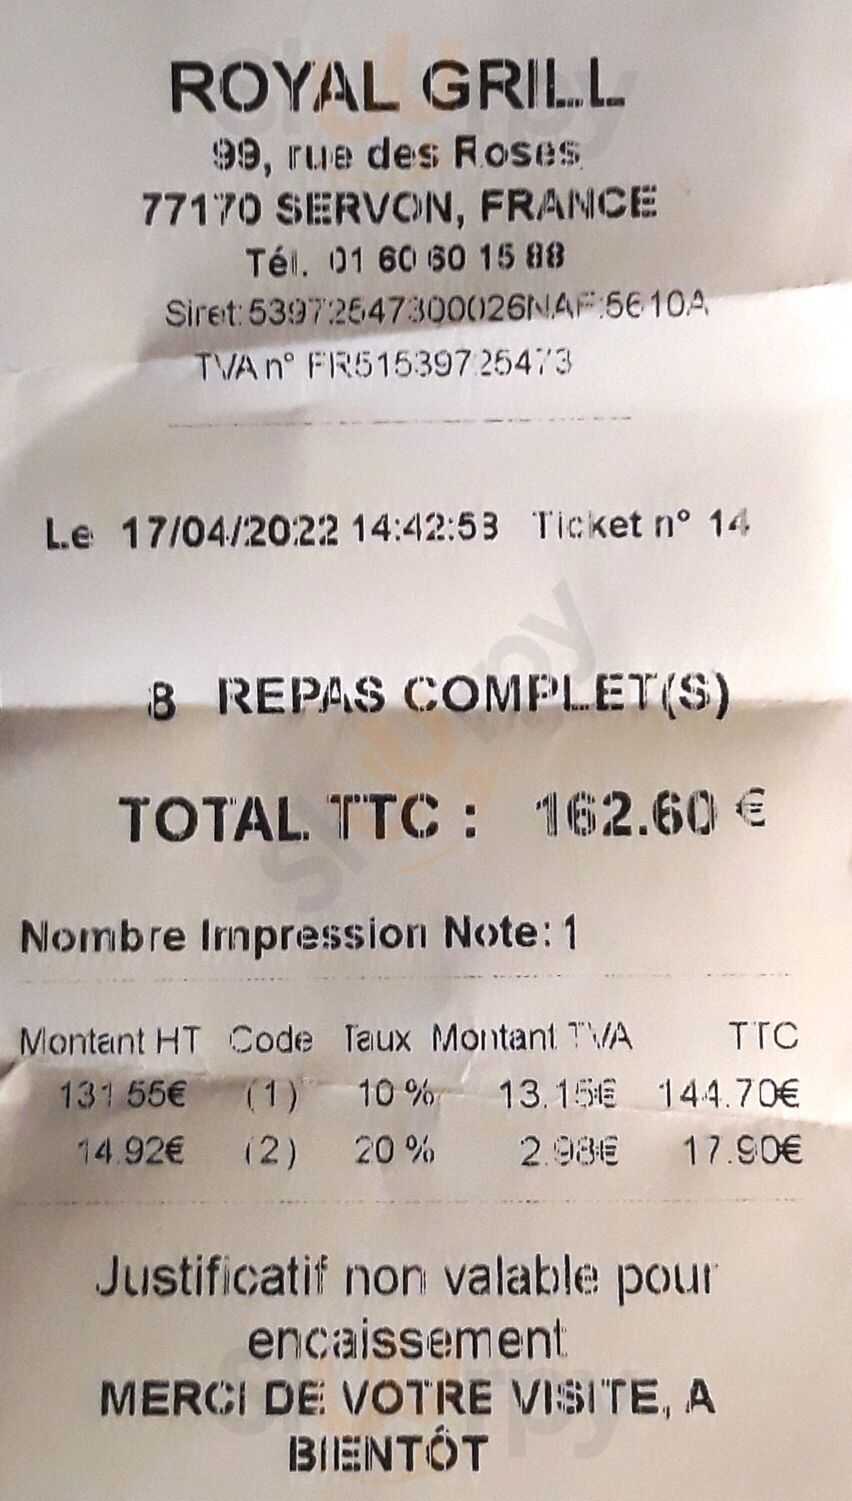 ROYAL GRILL
99, rue des Roses
77170 SERVON, FRANCE
Tél. 01 60 60 15 88
Siret:53972547300026NAF:5610A
TVA n° FR51539725473
Le 17/04/2022 14:42:53 Ticket n° 14
8 REPAS COMPLET(S)
TOTAL TTC : 162.60 €
Nombre Impression Note: 1
Montant HT Code Taux Montant TVA TTC
131.55€ (1) 10 % 13.15€ 144.70€
14.92€ (2) 20 % 2.98€ 17.90€
Justificatif non valable pour
encaissement
MERCI DE VOTRE VISITE, A
BIENTÔT